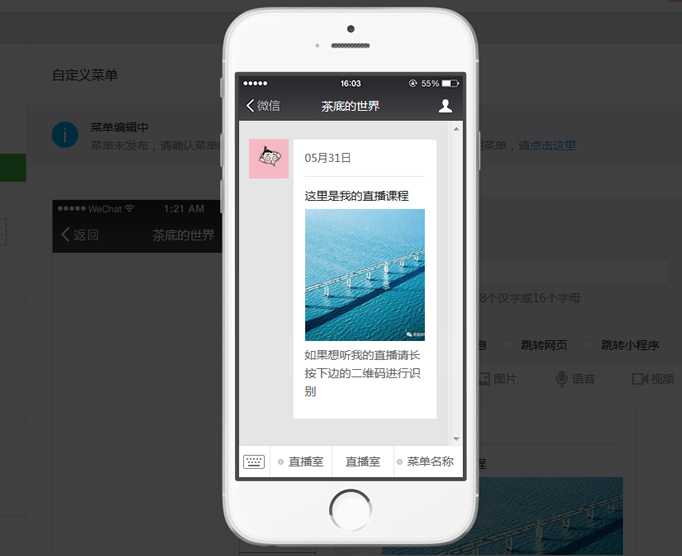 自定义菜单
菜单编辑中
菜单未发布，请确认菜单
菜单，请点击这里
WeChat 1:21 AM
返回 茶底的世界
16:03 55%
微信 茶底的世界
05月31日
这里是我的直播课程
如果想听我的直播请长
按下边的二维码进行识
别
直播室 直播室 菜单名称
8个汉字或16个字母
息 跳转网页 跳转小程序
图片 语音 视频
程